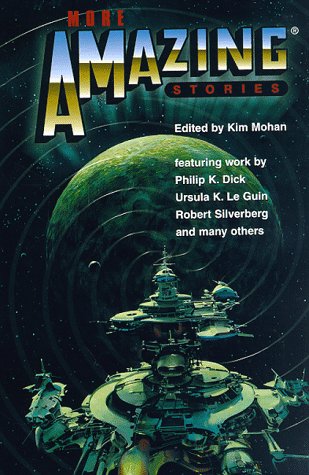 MORE
AMAZING®
STORIES
Edited by Kim Mohan
featuring work by
Philip K. Dick
Ursula K. Le Guin
Robert Silverberg
and many others